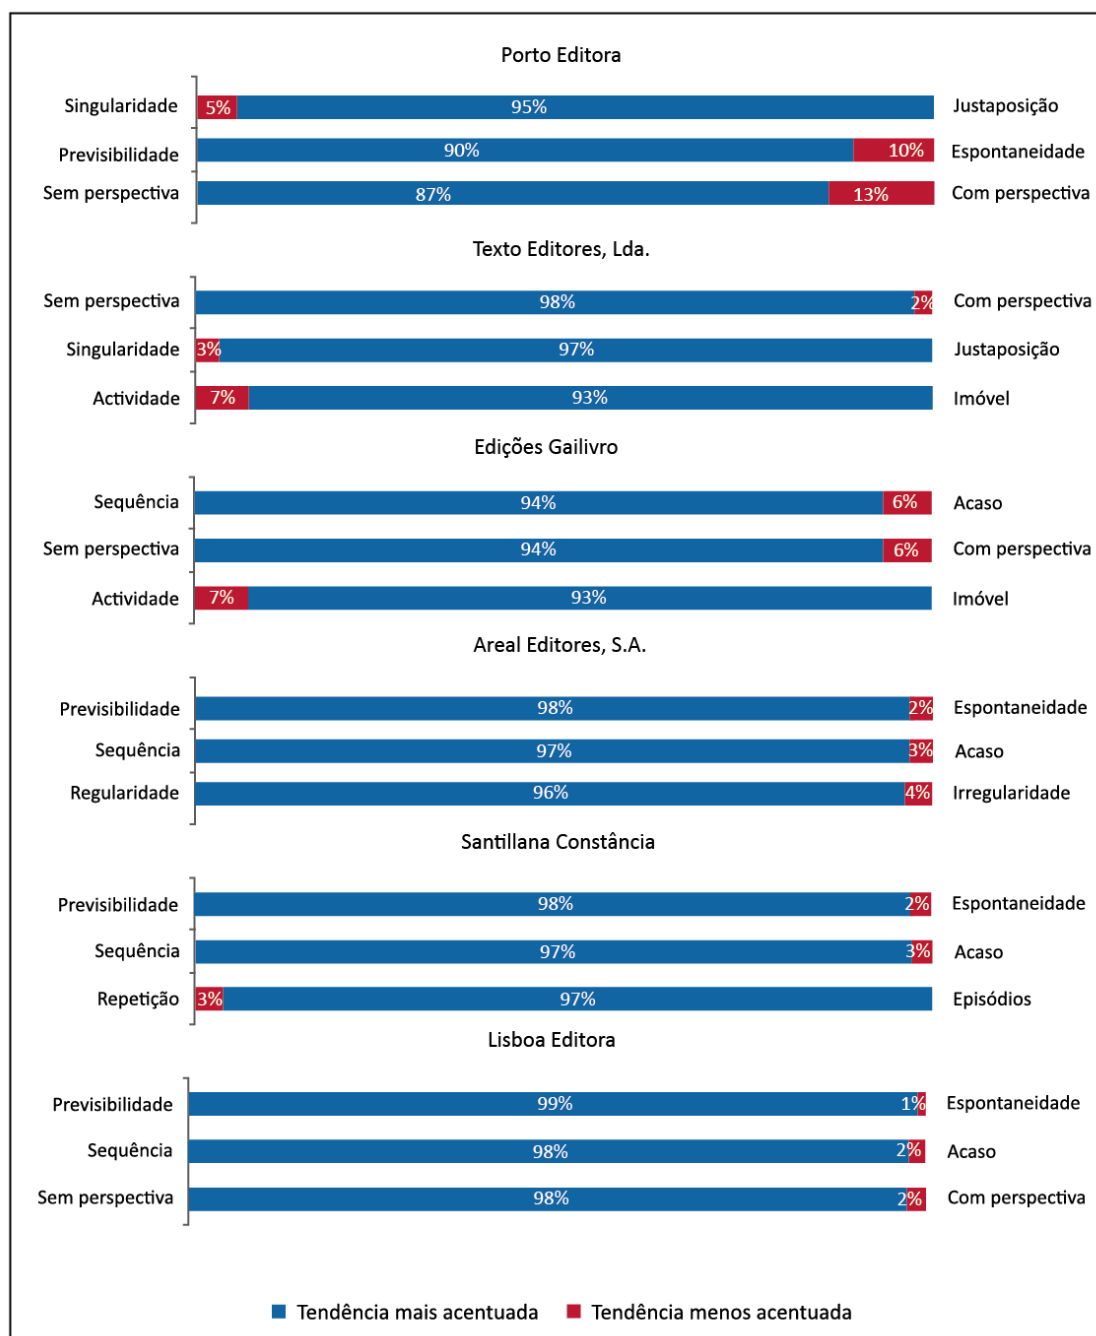 Porto Editora
Singularidade 5% 95% Justaposição
Previsibilidade 90% 10% Espontaneidade
Sem perspectiva 87% 13% Com perspectiva
Texto Editores, Lda.
Sem perspectiva 98% 2% Com perspectiva
Singularidade 3% 97% Justaposição
Actividade 7% 93% Imóvel
Edições Gailivro
Sequência 94% 6% Acaso
Sem perspectiva 94% 6% Com perspectiva
Actividade 7% 93% Imóvel
Areal Editores, S.A.
Previsibilidade 98% 2% Espontaneidade
Sequência 97% 3% Acaso
Regularidade 96% 4% Irregularidade
Santillana Constância
Previsibilidade 98% 2% Espontaneidade
Sequência 97% 3% Acaso
Repetição 3% 97% Episódios
Lisboa Editora
Previsibilidade 99% 1% Espontaneidade
Sequência 98% 2% Acaso
Sem perspectiva 98% 2% Com perspectiva
Tendência mais acentuada Tendência menos acentuada